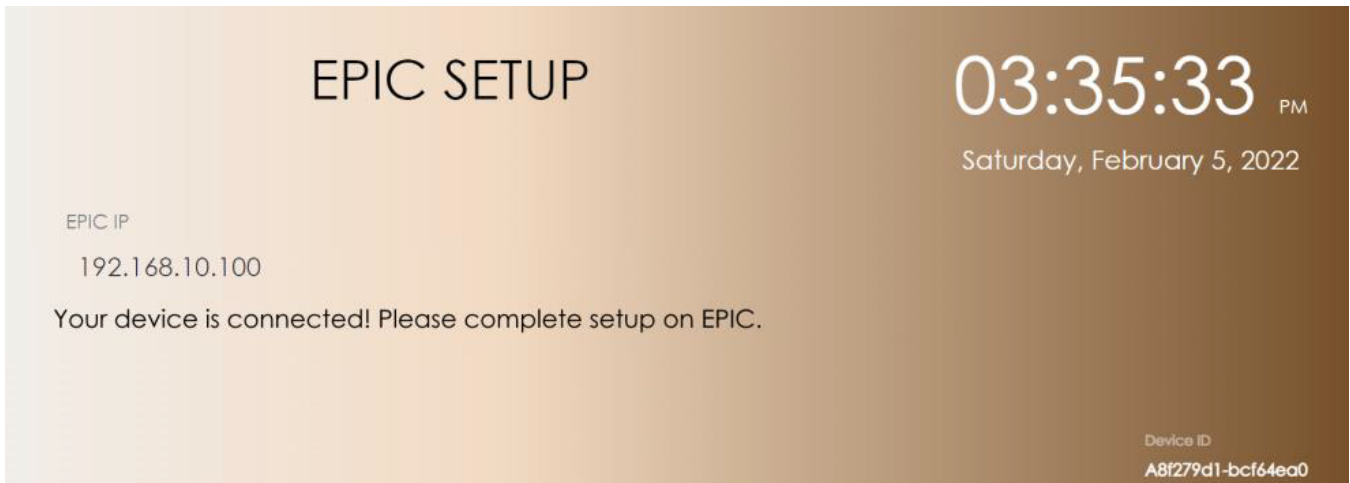 EPIC SETUP
03:35:33 PM
Saturday, February 5, 2022
EPIC IP
192.168.10.100
Your device is connected! Please complete setup on EPIC.
Device ID
A8f279d1-bcf64ea0